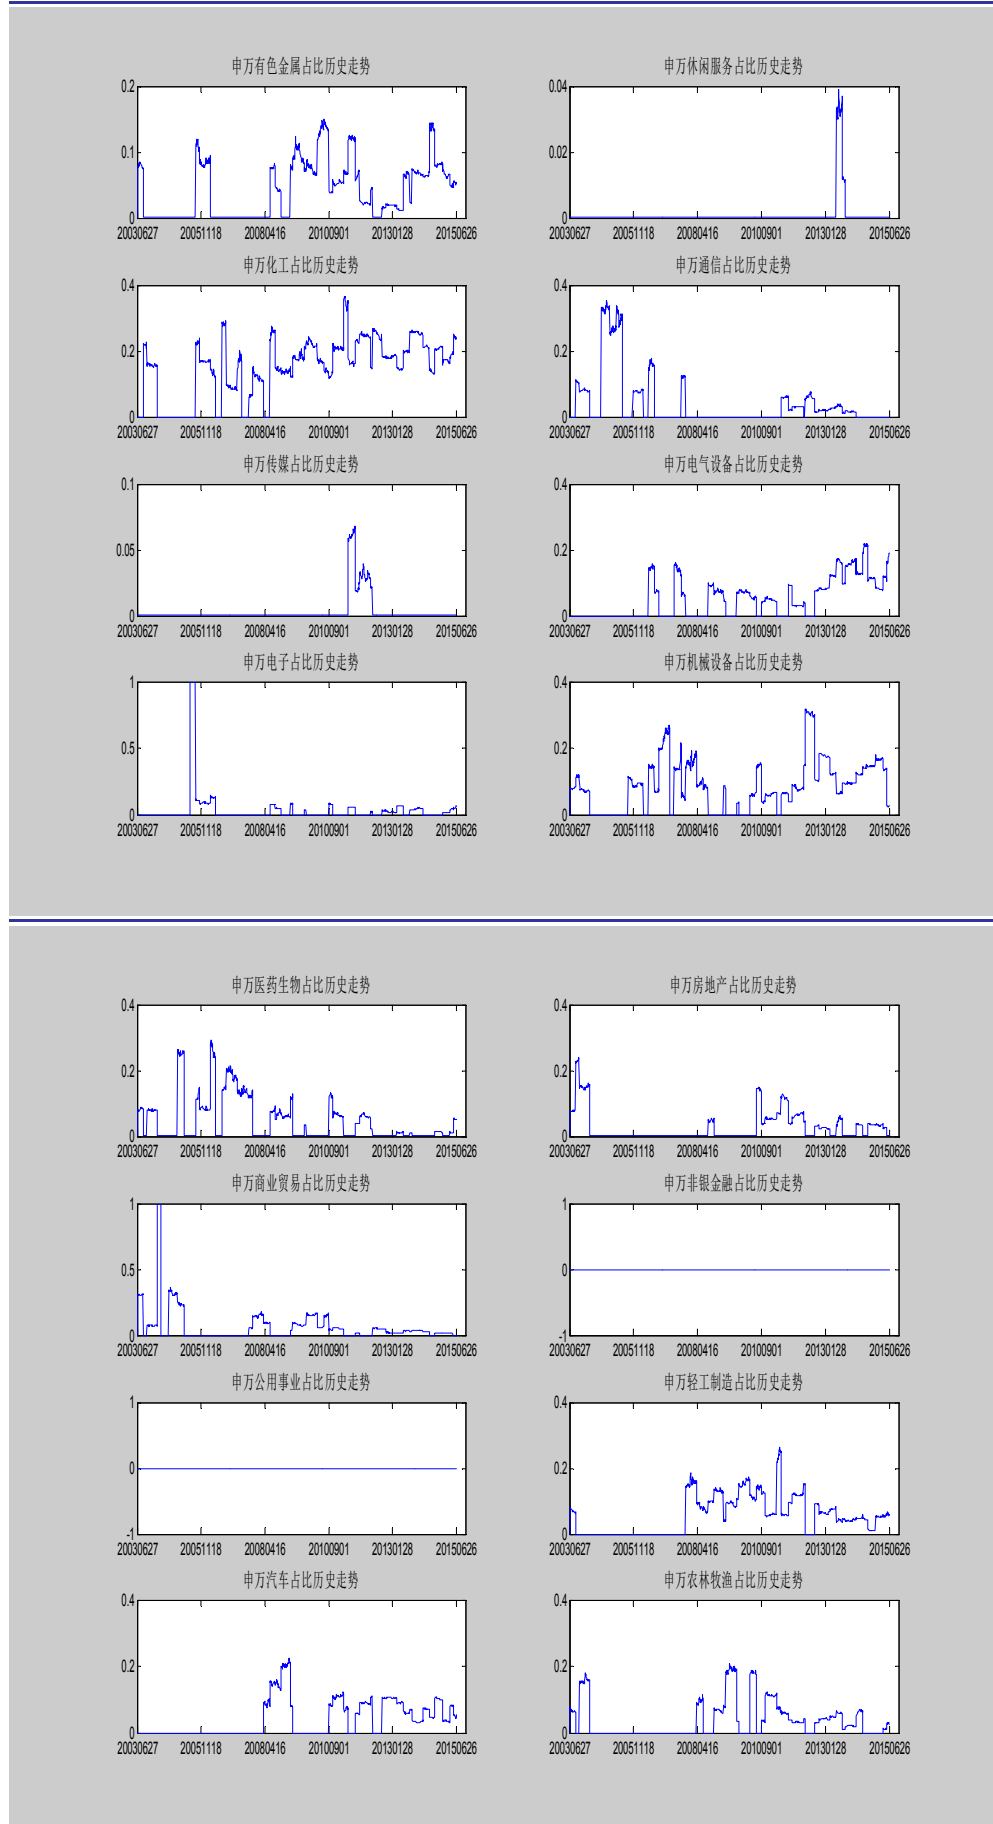 申万有色金属占比历史走势
0.2
0.1
0
20030627 20051118 20080416 20100901 20130128 20150626
申万休闲服务占比历史走势
0.04
0.02
0
20030627 20051118 20080416 20100901 20130128 20150626
申万化工占比历史走势
0.4
0.2
0
20030627 20051118 20080416 20100901 20130128 20150626
申万通信占比历史走势
0.4
0.2
0
20030627 20051118 20080416 20100901 20130128 20150626
申万传媒占比历史走势
0.1
0.05
0
20030627 20051118 20080416 20100901 20130128 20150626
申万电气设备占比历史走势
0.4
0.2
0
20030627 20051118 20080416 20100901 20130128 20150626
申万电子占比历史走势
1
0.5
0
20030627 20051118 20080416 20100901 20130128 20150626
申万机械设备占比历史走势
0.4
0.2
0
20030627 20051118 20080416 20100901 20130128 20150626
申万医药生物占比历史走势
0.4
0.2
0
20030627 20051118 20080416 20100901 20130128 20150626
申万房地产占比历史走势
0.4
0.2
0
20030627 20051118 20080416 20100901 20130128 20150626
申万商业贸易占比历史走势
1
0.5
0
20030627 20051118 20080416 20100901 20130128 20150626
申万非银金融占比历史走势
1
0
-1
20030627 20051118 20080416 20100901 20130128 20150626
申万公用事业占比历史走势
1
0
-1
20030627 20051118 20080416 20100901 20130128 20150626
申万轻工制造占比历史走势
0.4
0.2
0
20030627 20051118 20080416 20100901 20130128 20150626
申万汽车占比历史走势
0.4
0.2
0
20030627 20051118 20080416 20100901 20130128 20150626
申万农林牧渔占比历史走势
0.4
0.2
0
20030627 20051118 20080416 20100901 20130128 20150626